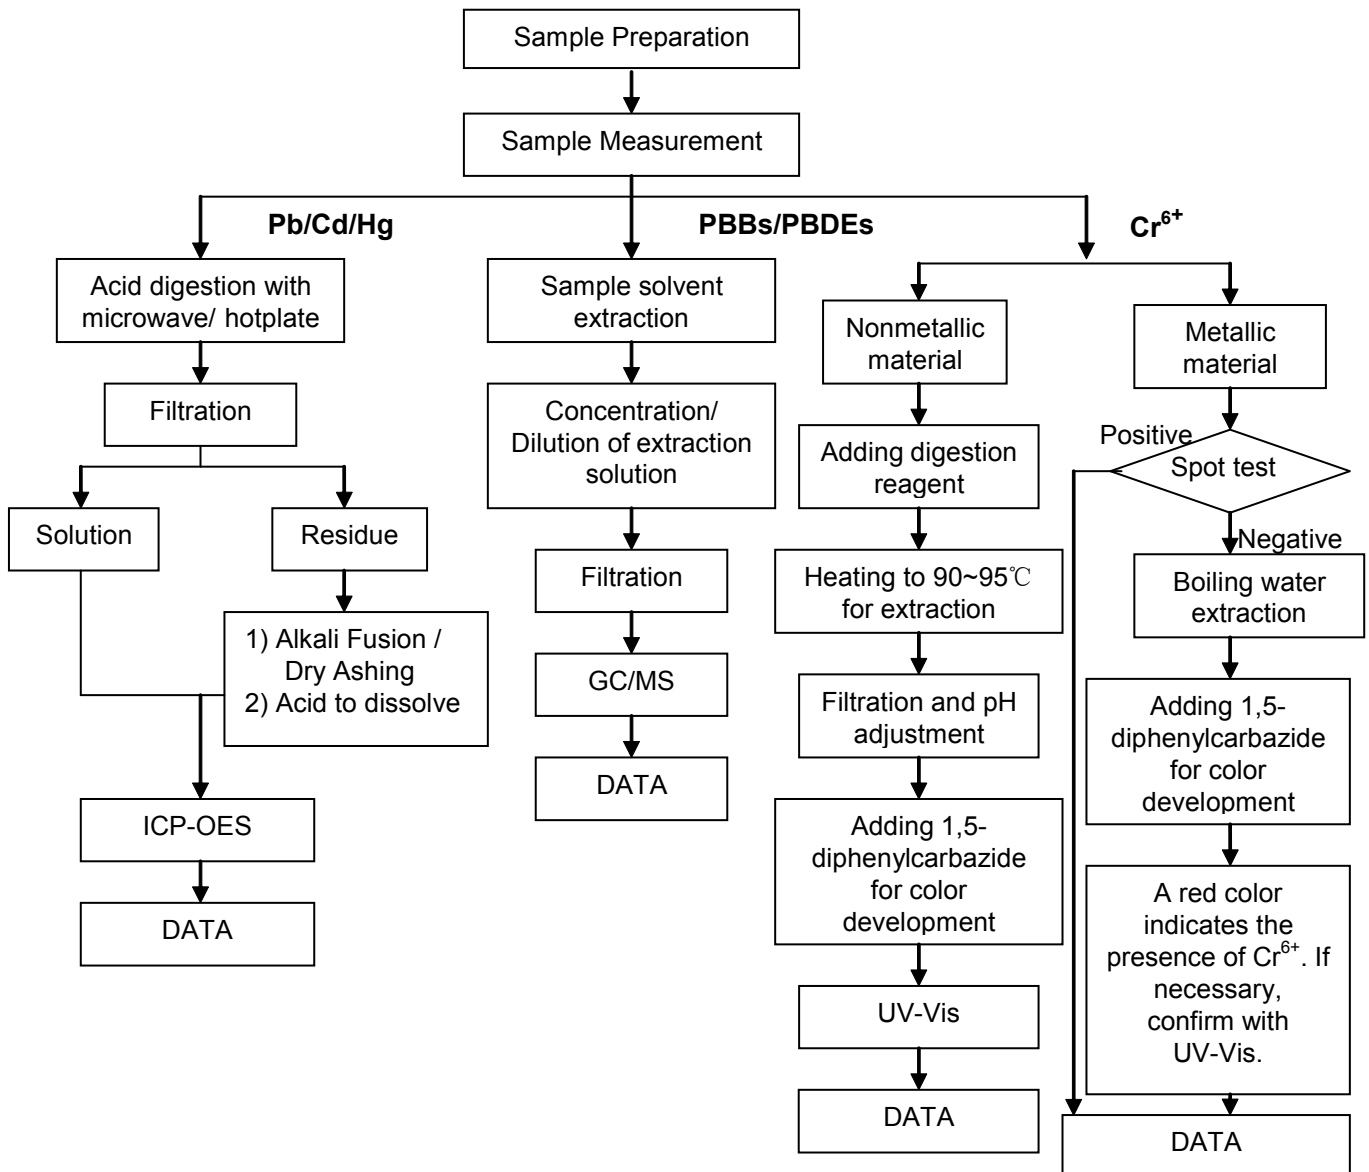 Sample Preparation
Sample Measurement
Pb/Cd/Hg
PBBs/PBDEs
Cr⁶⁺
Acid digestion with
microwave/ hotplate
Filtration
Solution
Residue
1) Alkali Fusion /
Dry Ashing
2) Acid to dissolve
ICP-OES
DATA
Sample solvent
extraction
Concentration/
Dilution of extraction
solution
Filtration
GC/MS
DATA
Nonmetallic
material
Adding digestion
reagent
Heating to 90~95℃
for extraction
Filtration and pH
adjustment
Adding 1,5-
diphenylcarbazide
for color
development
UV-Vis
DATA
Metallic
material
Positive
Spot test
Negative
Boiling water
extraction
Adding 1,5-
diphenylcarbazide
for color
development
A red color
indicates the
presence of Cr⁶⁺. If
necessary,
confirm with
UV-Vis.
DATA